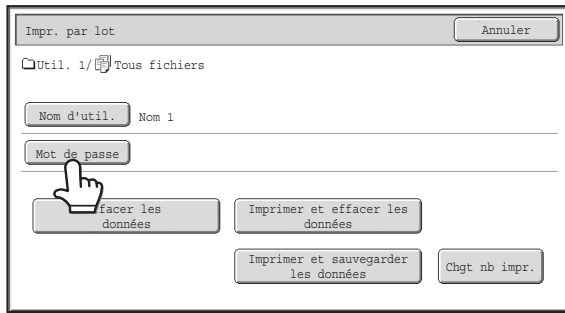 Impr. par lot
Annuler
Util. 1/ Tous fichiers
Nom d'util.
Nom 1
Mot de passe
facer les
données
Imprimer et effacer les
données
Imprimer et sauvegarder
les données
Chgt nb impr.